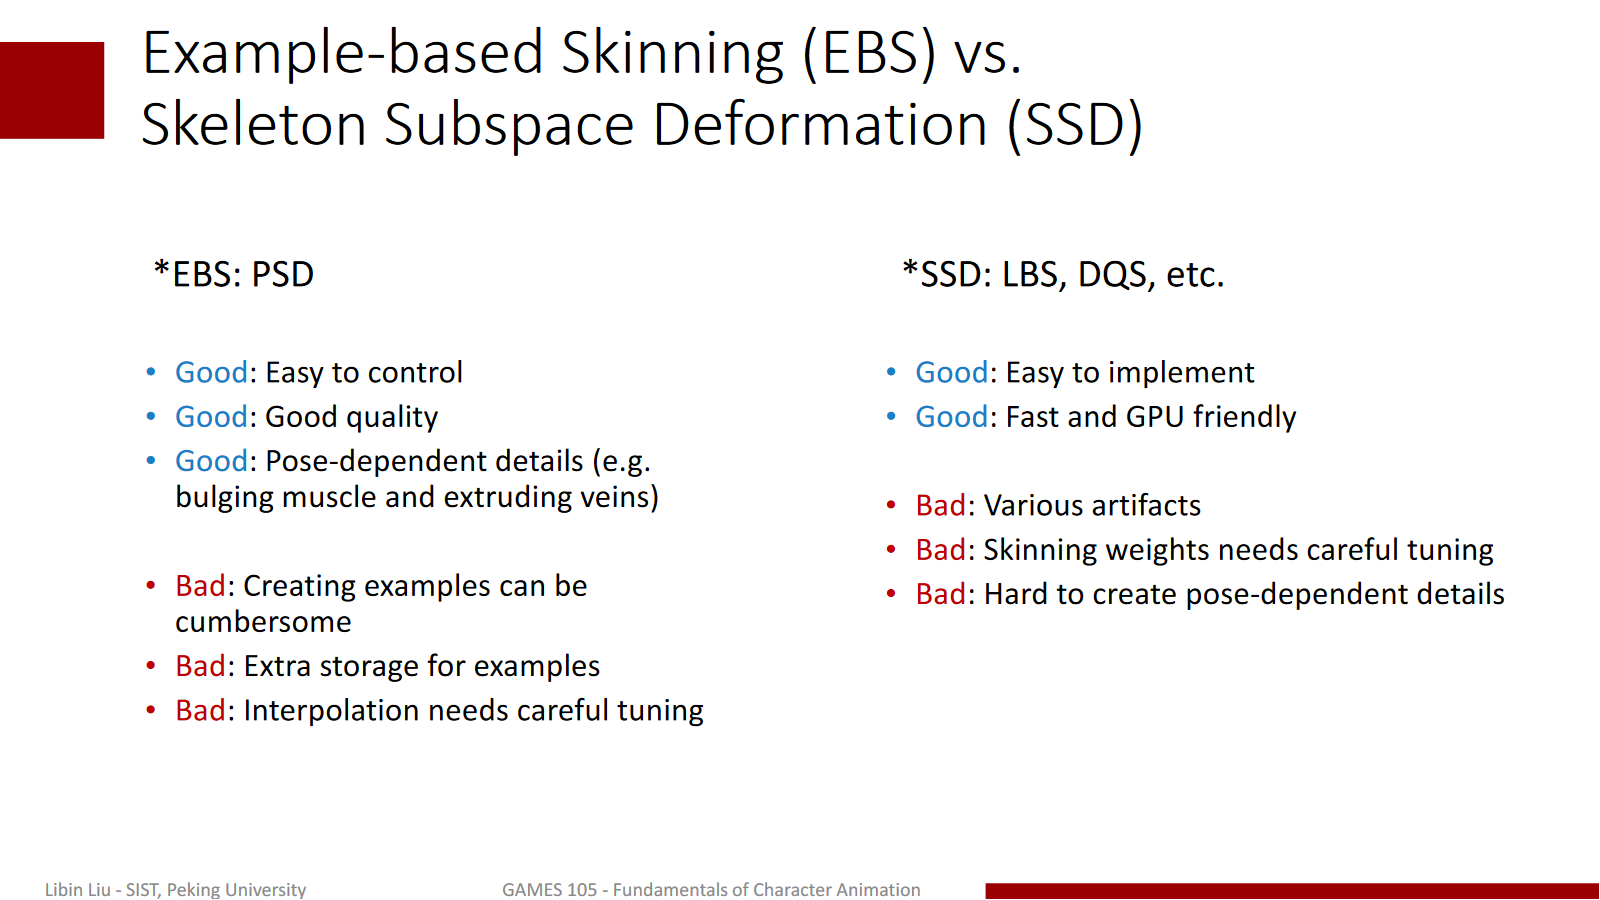 Example-based Skinning (EBS) vs.
Skeleton Subspace Deformation (SSD)
*EBS: PSD
• Good: Easy to control
• Good: Good quality
• Good: Pose-dependent details (e.g.
bulging muscle and extruding veins)
• Bad: Creating examples can be
cumbersome
• Bad: Extra storage for examples
• Bad: Interpolation needs careful tuning
*SSD: LBS, DQS, etc.
• Good: Easy to implement
• Good: Fast and GPU friendly
• Bad: Various artifacts
• Bad: Skinning weights needs careful tuning
• Bad: Hard to create pose-dependent details
Libin Liu - SIST, Peking University
GAMES 105 - Fundamentals of Character Animation